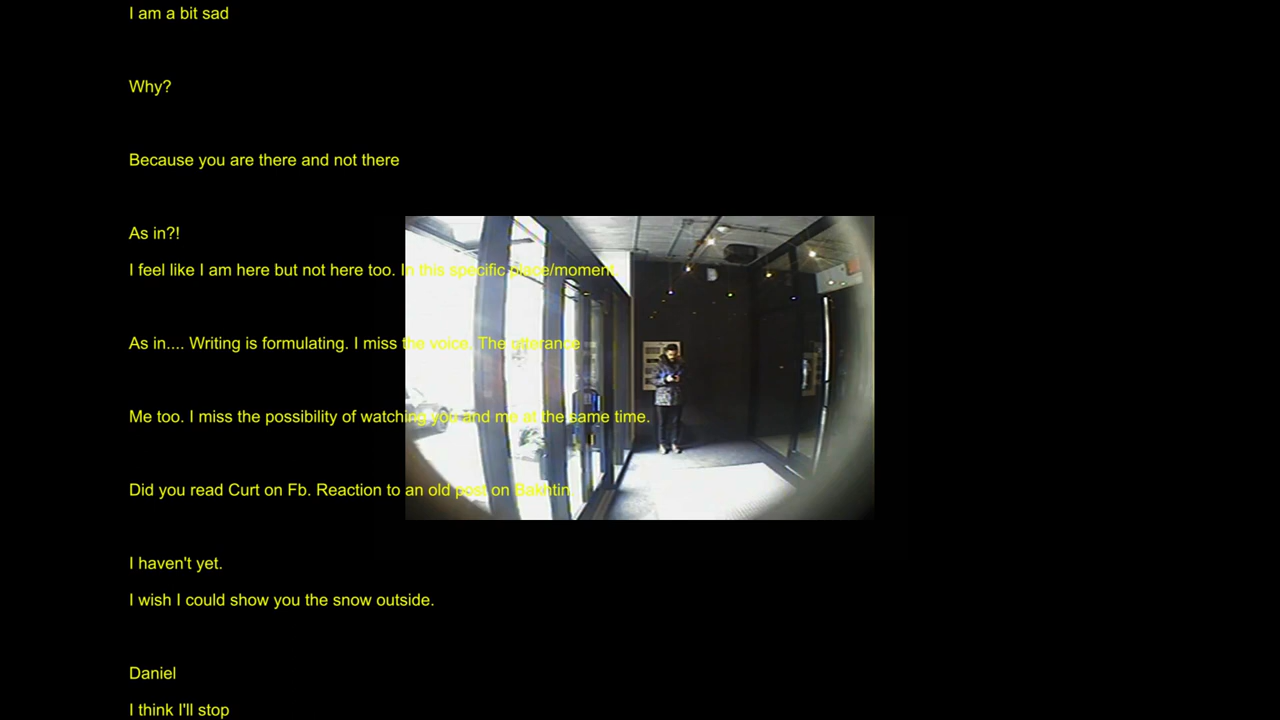 I am a bit sad
Why?
Because you are there and not there
As in?!
I feel like I am here but not here too. In this specific place/moment.
As in.... Writing is formulating. I miss the voice. The utterance
Me too. I miss the possibility of watching you and me at the same time.
Did you read Curt on Fb. Reaction to an old post on Bakhtin.
I haven't yet.
I wish I could show you the snow outside.
Daniel
I think I'll stop